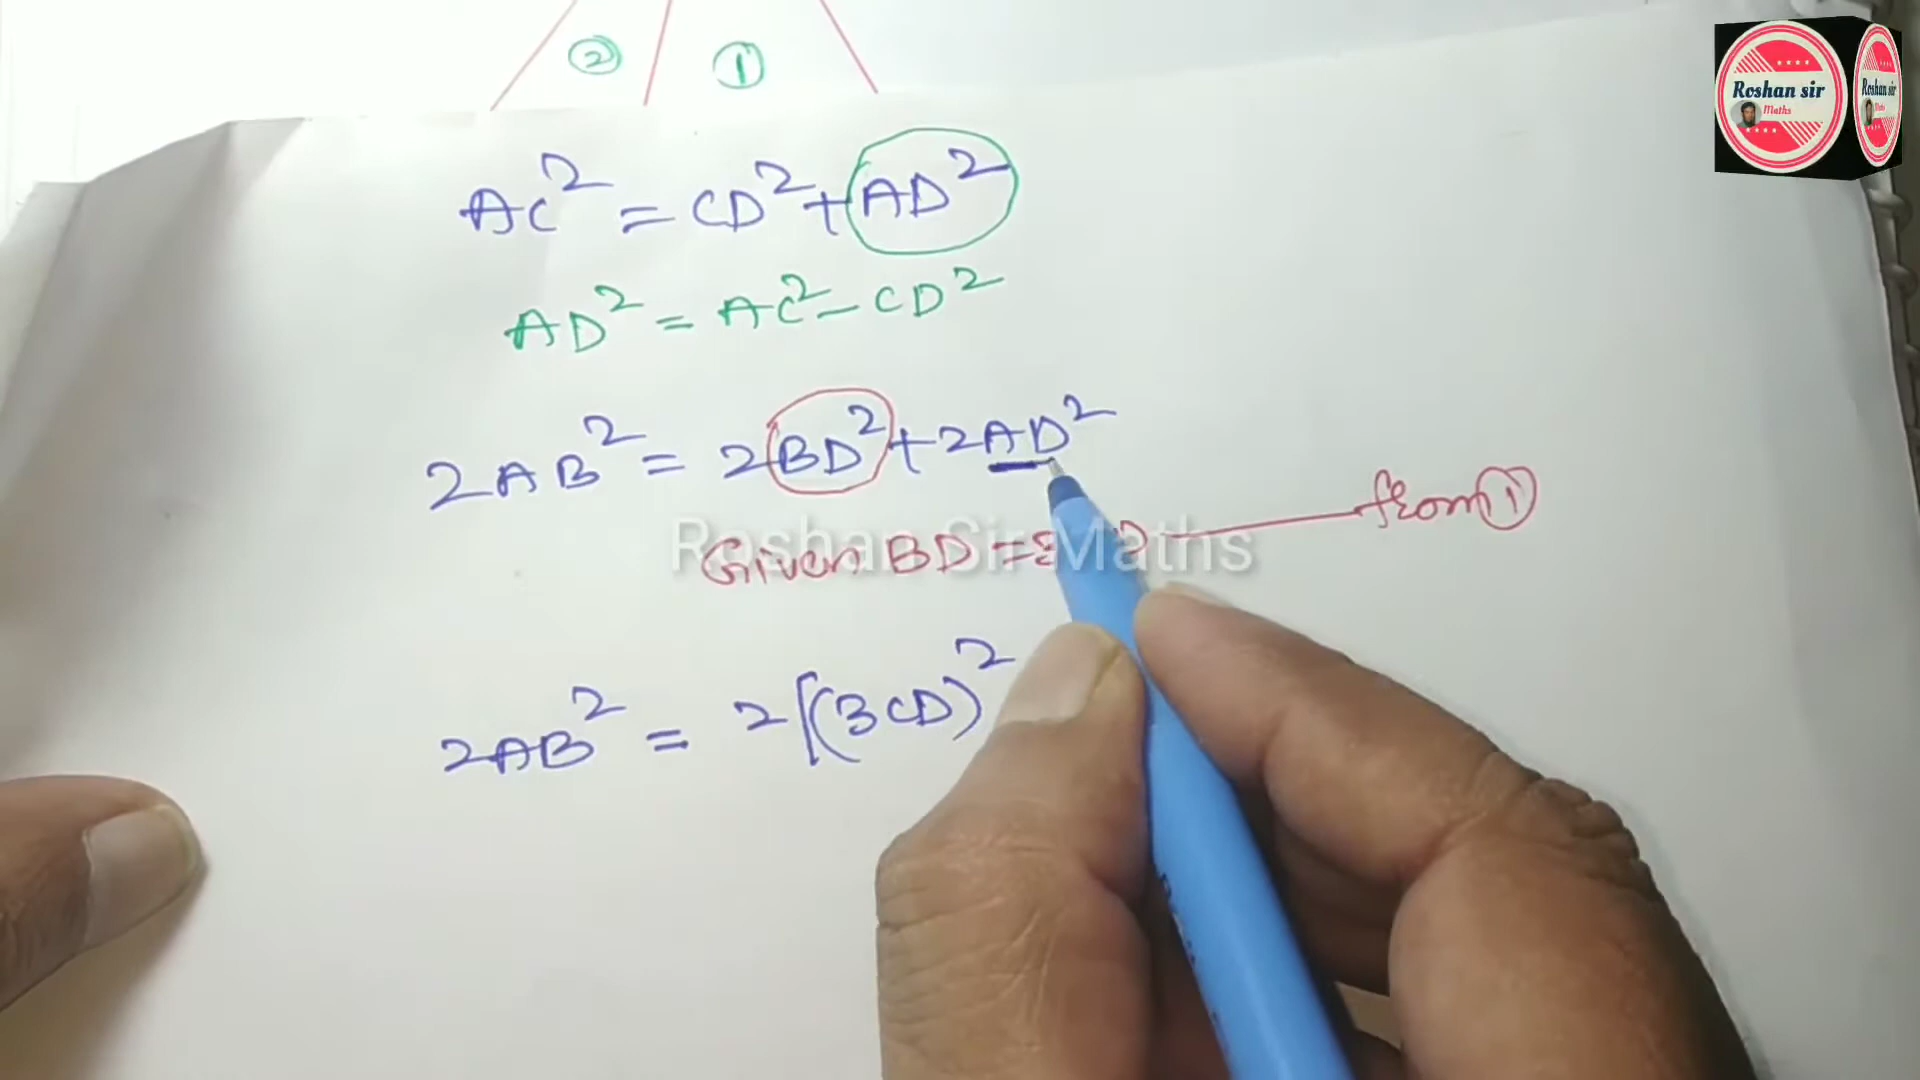 ② ①
Roshan sir
Maths
Roshan sir
Maths
AC² = CD² + AD²
AD² = AC² - CD²
2AB² = 2BD² + 2AD²
from ①
Given BD = 3 D
Roshan Sir Maths
2AB² = 2[(3CD)²